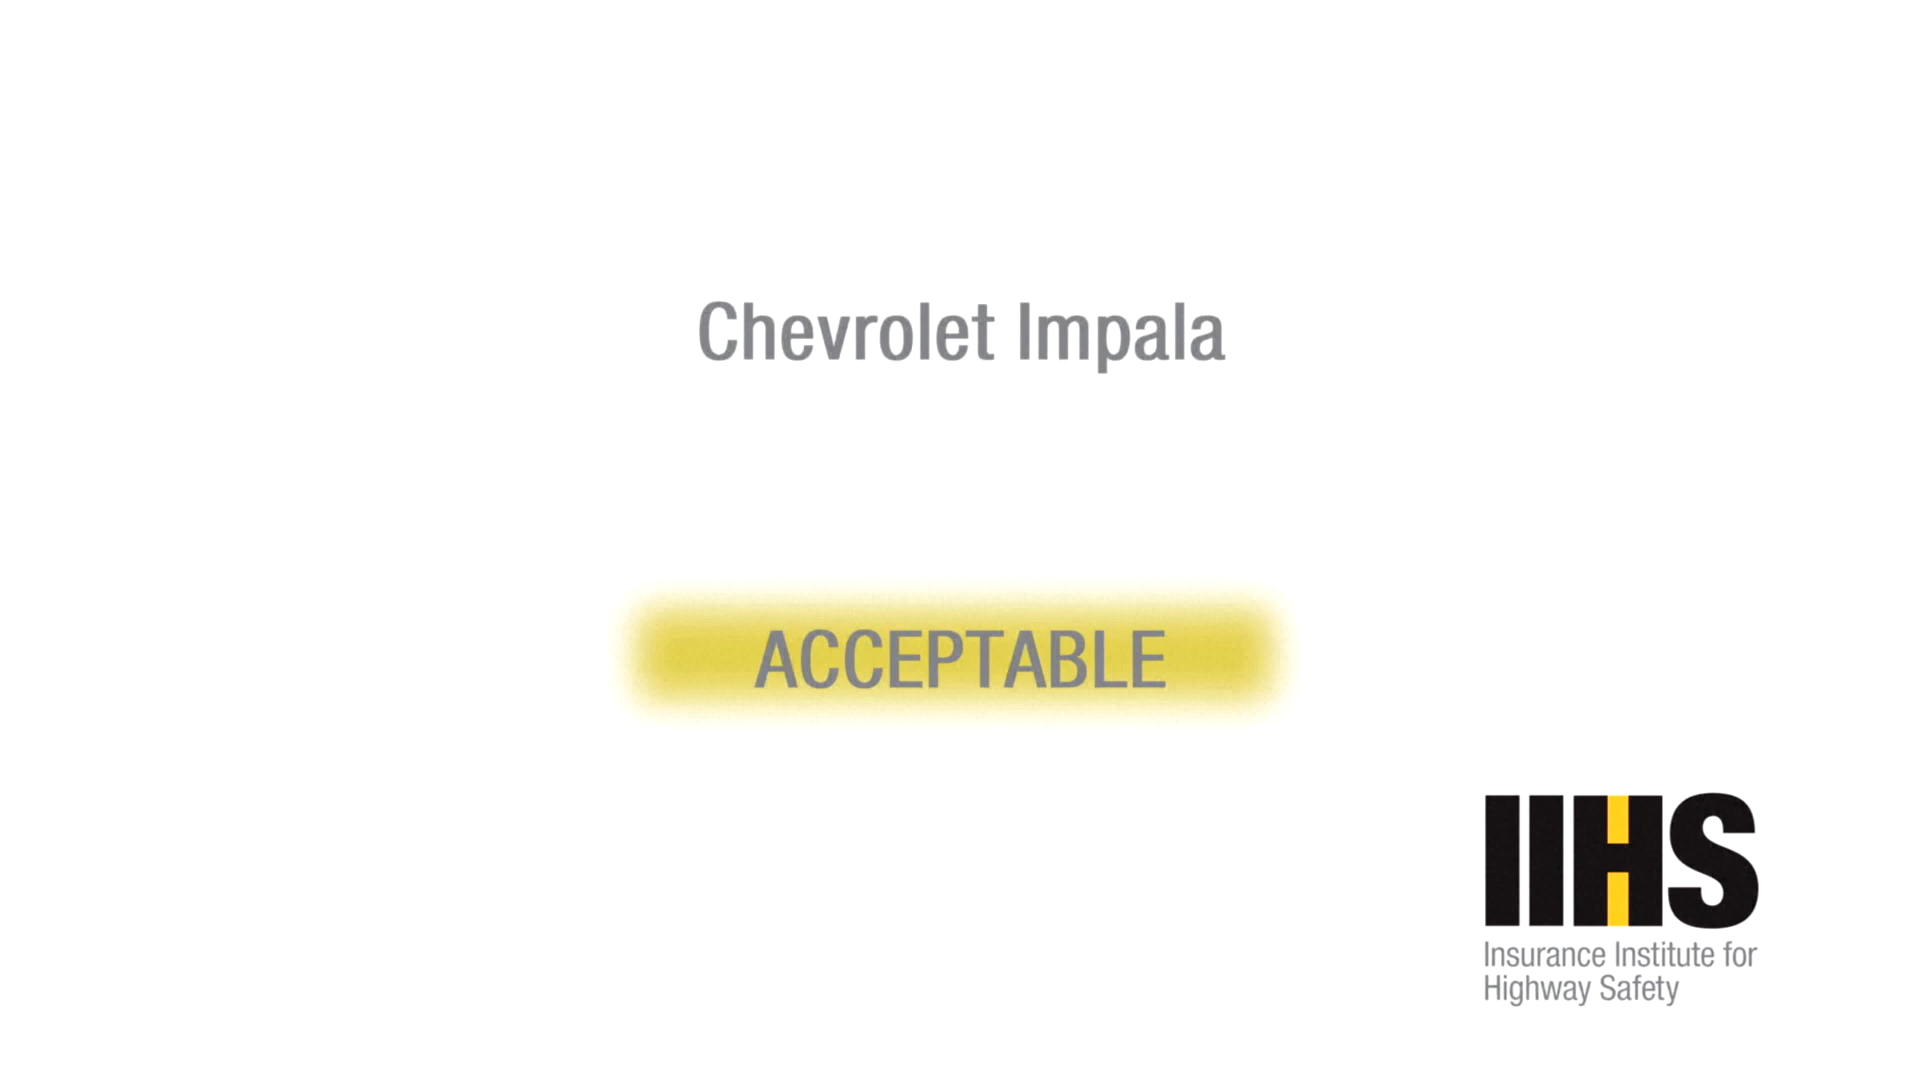 Chevrolet Impala
ACCEPTABLE
IIHS
Insurance Institute for
Highway Safety